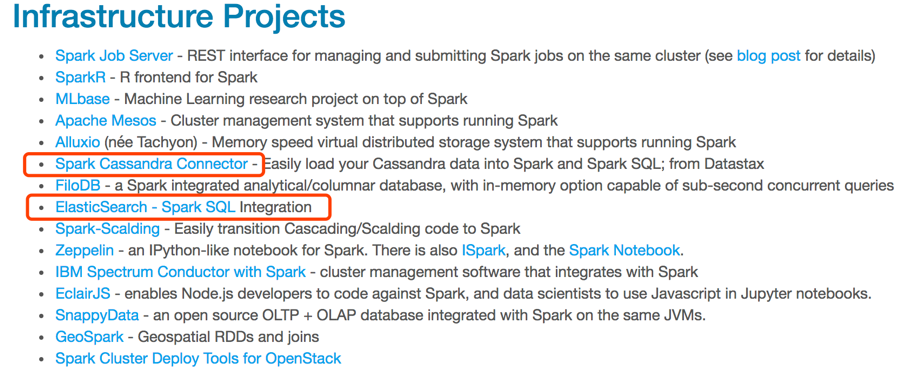 Infrastructure Projects
• Spark Job Server - REST interface for managing and submitting Spark jobs on the same cluster (see blog post for details)
• SparkR - R frontend for Spark
• MLbase - Machine Learning research project on top of Spark
• Apache Mesos - Cluster management system that supports running Spark
• Alluxio (née Tachyon) - Memory speed virtual distributed storage system that supports running Spark
• Spark Cassandra Connector - Easily load your Cassandra data into Spark and Spark SQL; from Datastax
• FiloDB - a Spark integrated analytical/columnar database, with in-memory option capable of sub-second concurrent queries
• ElasticSearch - Spark SQL Integration
• Spark-Scalding - Easily transition Cascading/Scalding code to Spark
• Zeppelin - an IPython-like notebook for Spark. There is also ISpark, and the Spark Notebook.
• IBM Spectrum Conductor with Spark - cluster management software that integrates with Spark
• EclairJS - enables Node.js developers to code against Spark, and data scientists to use Javascript in Jupyter notebooks.
• SnappyData - an open source OLTP + OLAP database integrated with Spark on the same JVMs.
• GeoSpark - Geospatial RDDs and joins
• Spark Cluster Deploy Tools for OpenStack